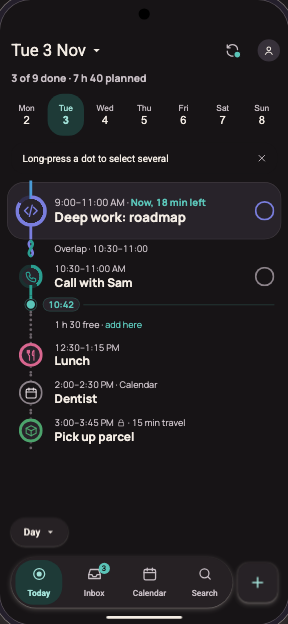 Tue 3 Nov
3 of 9 done · 7 h 40 planned
Mon Tue Wed Thu Fri Sat Sun
2 3 4 5 6 7 8
Long-press a dot to select several
9:00–11:00 AM · Now, 18 min left
Deep work: roadmap
Overlap · 10:30–11:00
10:30–11:00 AM
Call with Sam
10:42
1 h 30 free · add here
12:30–1:15 PM
Lunch
2:00–2:30 PM · Calendar
Dentist
3:00–3:45 PM · 15 min travel
Pick up parcel
Day
3
Today Inbox Calendar Search